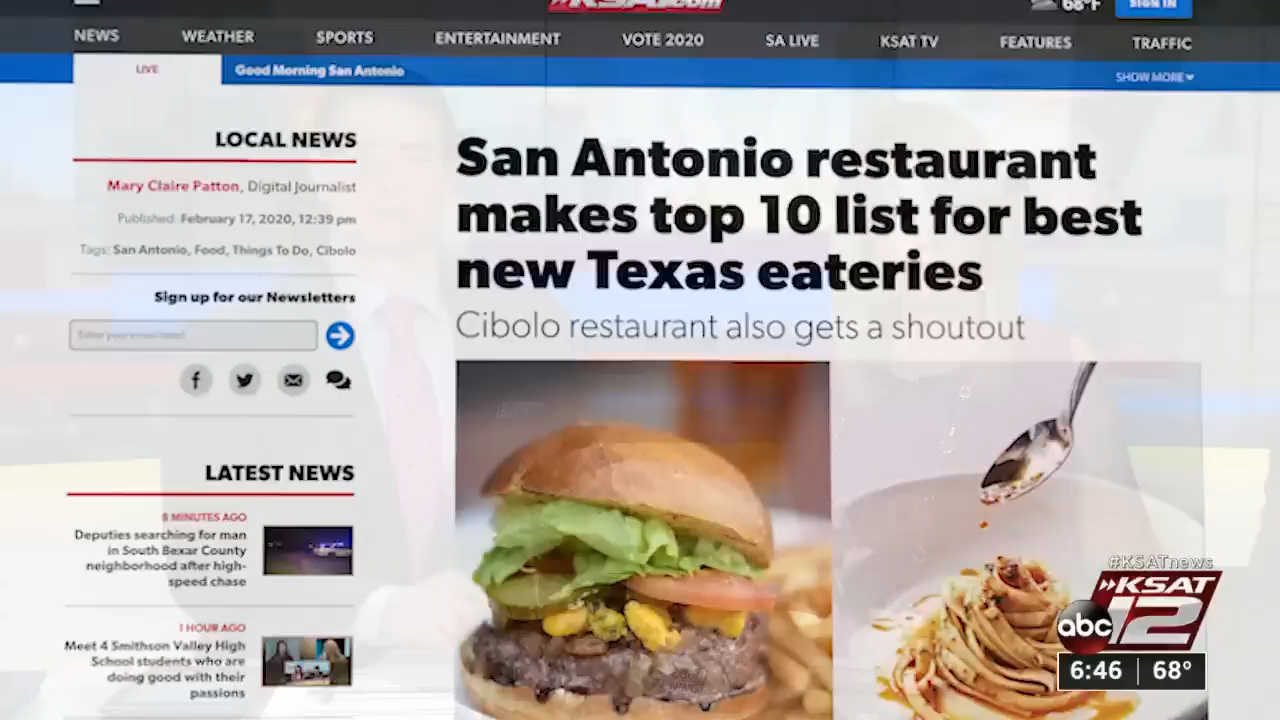 KSAT.com
68°F
SIGN IN
NEWS WEATHER SPORTS ENTERTAINMENT VOTE 2020 SA LIVE KSAT TV FEATURES TRAFFIC
LIVE Good Morning San Antonio SHOW MORE
LOCAL NEWS
Mary Claire Patton, Digital Journalist
Published: February 17, 2020, 12:39 pm
Tags: San Antonio, Food, Things To Do, Cibolo
Sign up for our Newsletters
San Antonio restaurant
makes top 10 list for best
new Texas eateries
Cibolo restaurant also gets a shoutout
LATEST NEWS
8 MINUTES AGO
Deputies searching for man
in South Bexar County
neighborhood after high-
speed chase
1 HOUR AGO
Meet 4 Smithson Valley High
School students who are
doing good with their
passions
#KSATnews
KSAT
abc 12
6:46 68°